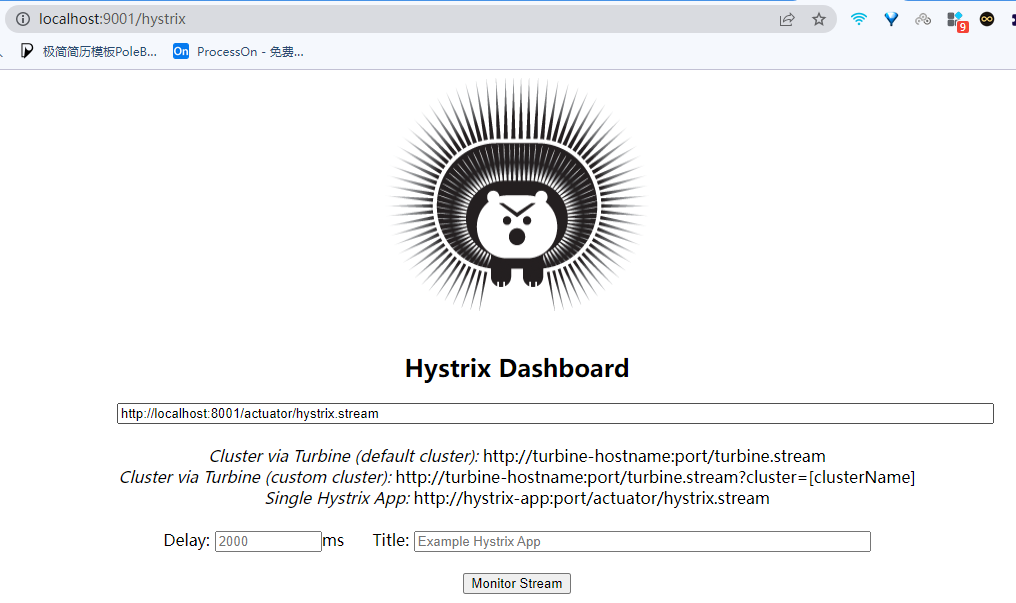 localhost:9001/hystrix
9
极简简历模板PoleB...
On ProcessOn - 免费...
Hystrix Dashboard
http://localhost:8001/actuator/hystrix.stream
Cluster via Turbine (default cluster): http://turbine-hostname:port/turbine.stream
Cluster via Turbine (custom cluster): http://turbine-hostname:port/turbine.stream?cluster=[clusterName]
Single Hystrix App: http://hystrix-app:port/actuator/hystrix.stream
Delay: 2000 ms Title: Example Hystrix App
Monitor Stream